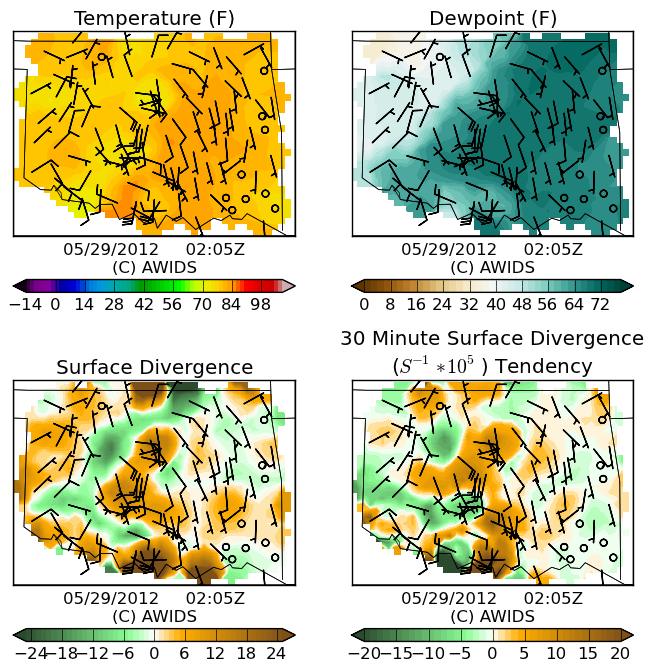 Temperature (F)
Dewpoint (F)
05/29/2012 02:05Z
(C) AWIDS
05/29/2012 02:05Z
(C) AWIDS
−14 0 14 28 42 56 70 84 98
0 8 16 24 32 40 48 56 64 72
Surface Divergence
30 Minute Surface Divergence
(S⁻¹ *10⁵ ) Tendency
05/29/2012 02:05Z
(C) AWIDS
05/29/2012 02:05Z
(C) AWIDS
−24 −18 −12 −6 0 6 12 18 24
−20 −15 −10 −5 0 5 10 15 20